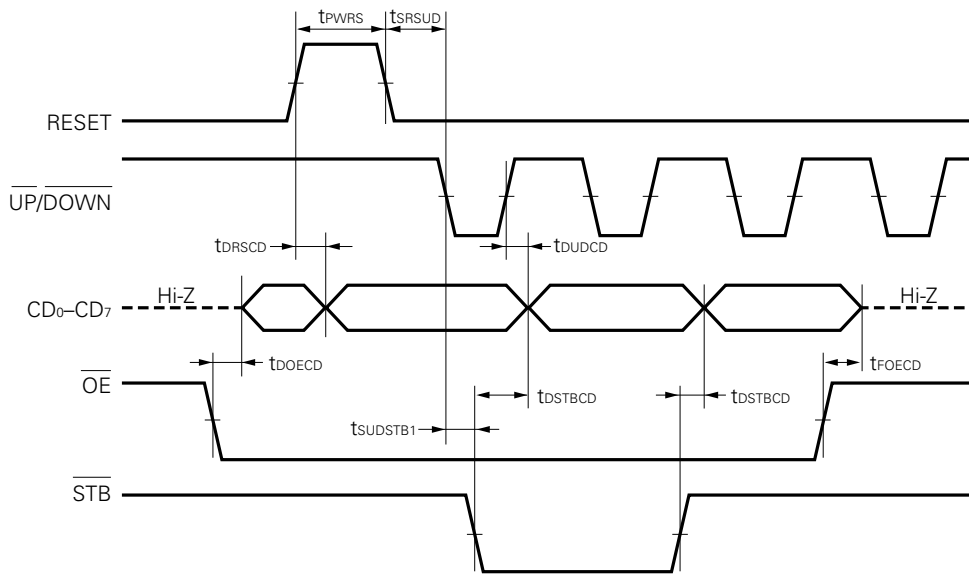 tPWRS tSRSUD
RESET
UP/DOWN
tDRSCD tDUDCD
Hi-Z Hi-Z
CD0–CD7
tDOECD tFOECD
OE
tDSTBCD tDSTBCD
tSUDSTB1
STB